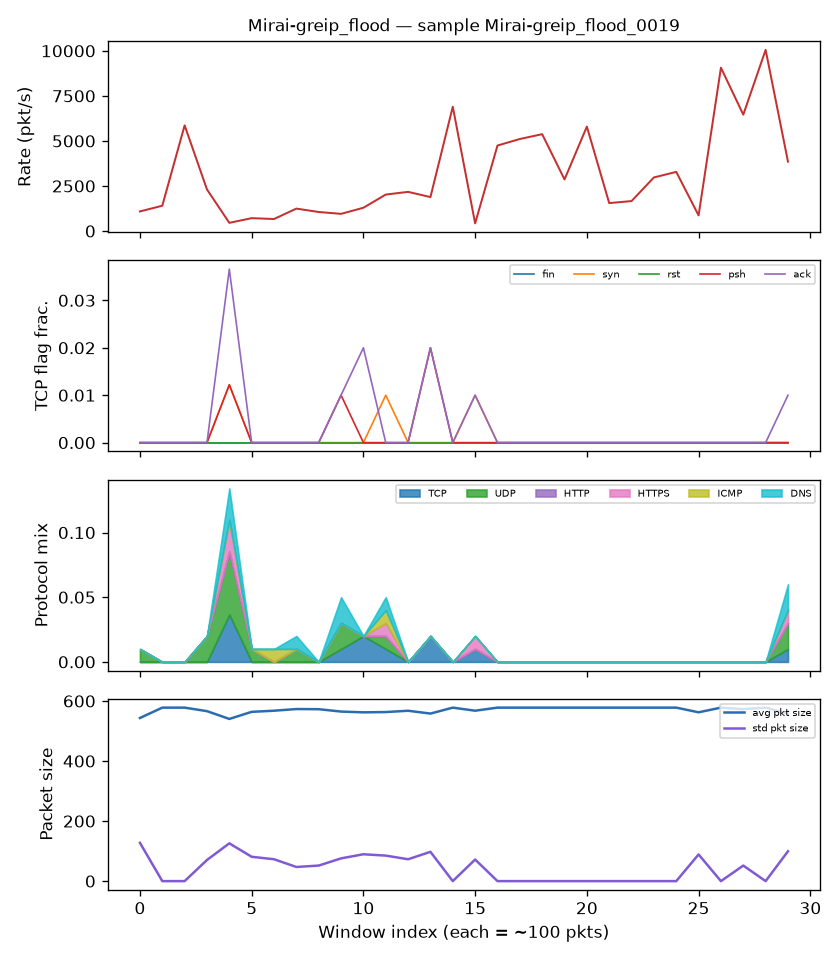 Mirai-greip_flood — sample Mirai-greip_flood_0019
Rate (pkt/s)
10000
7500
5000
2500
0
TCP flag frac.
fin syn rst psh ack
0.03
0.02
0.01
0.00
Protocol mix
TCP UDP HTTP HTTPS ICMP DNS
0.10
0.05
0.00
Packet size
600
400
200
0
avg pkt size
std pkt size
0 5 10 15 20 25 30
Window index (each = ~100 pkts)